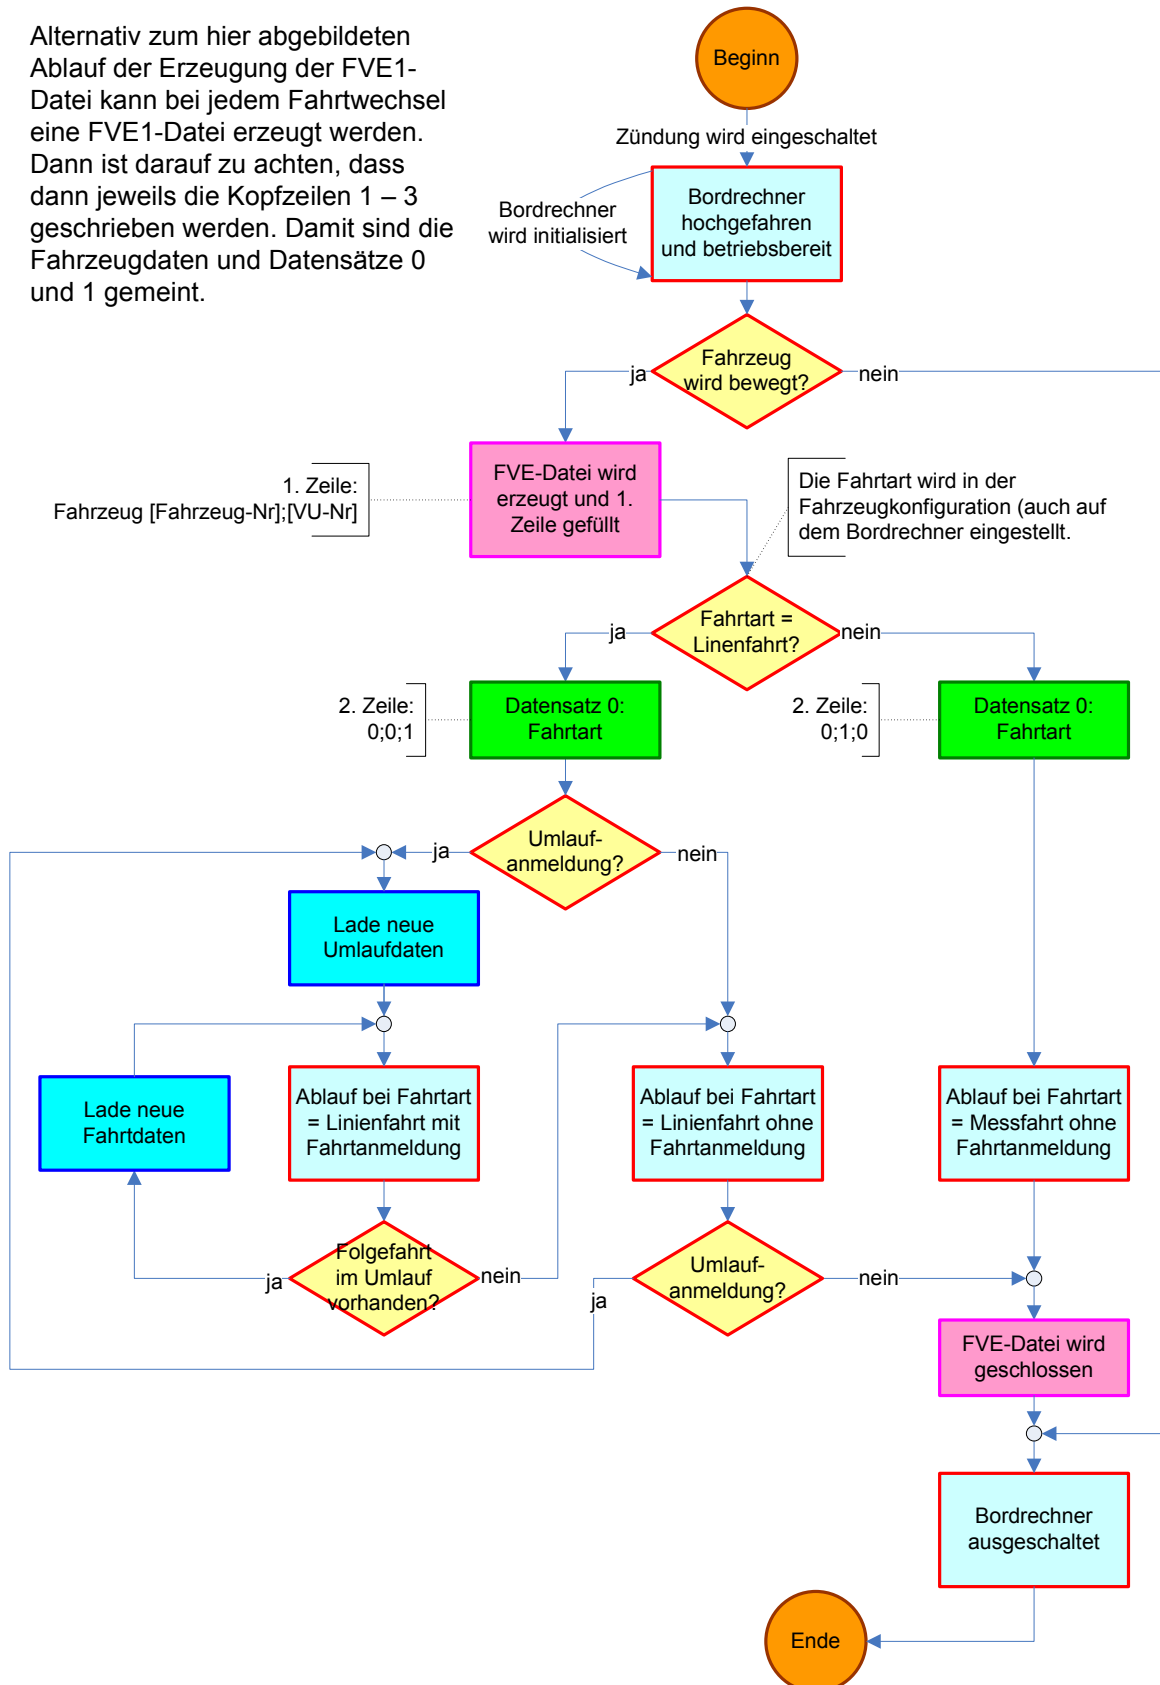 Alternativ zum hier abgebildeten
Ablauf der Erzeugung der FVE1-
Datei kann bei jedem Fahrtwechsel
eine FVE1-Datei erzeugt werden.
Dann ist darauf zu achten, dass
dann jeweils die Kopfzeilen 1 – 3
geschrieben werden. Damit sind die
Fahrzeugdaten und Datensätze 0
und 1 gemeint.
Beginn
Zündung wird eingeschaltet
Bordrechner
wird initialisiert
Bordrechner
hochgefahren
und betriebsbereit
Fahrzeug
wird bewegt?
ja
nein
1. Zeile:
Fahrzeug [Fahrzeug-Nr];[VU-Nr]
FVE-Datei wird
erzeugt und 1.
Zeile gefüllt
Die Fahrtart wird in der
Fahrzeugkonfiguration (auch auf
dem Bordrechner eingestellt.
Fahrtart =
Linenfahrt?
ja
nein
2. Zeile:
0;0;1
Datensatz 0:
Fahrtart
2. Zeile:
0;1;0
Datensatz 0:
Fahrtart
Umlauf-
anmeldung?
ja
nein
Lade neue
Umlaufdaten
Lade neue
Fahrtdaten
Ablauf bei Fahrtart
= Linienfahrt mit
Fahrtanmeldung
Ablauf bei Fahrtart
= Linienfahrt ohne
Fahrtanmeldung
Ablauf bei Fahrtart
= Messfahrt ohne
Fahrtanmeldung
Folgefahrt
im Umlauf
vorhanden?
ja
nein
Umlauf-
anmeldung?
ja
nein
FVE-Datei wird
geschlossen
Bordrechner
ausgeschaltet
Ende